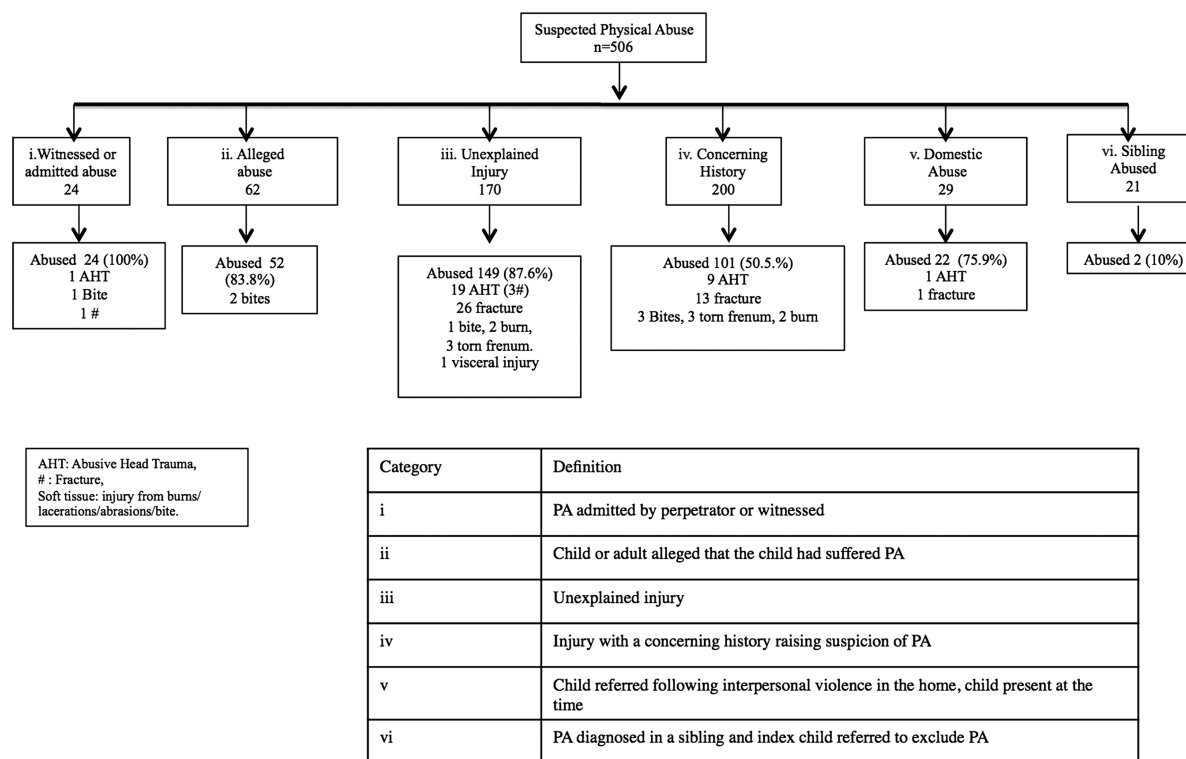 Suspected Physical Abuse
n=506
i.Witnessed or
admitted abuse
24
ii. Alleged
abuse
62
iii. Unexplained
Injury
170
iv. Concerning
History
200
v. Domestic
Abuse
29
vi. Sibling
Abused
21
Abused 24 (100%)
1 AHT
1 Bite
1 #
Abused 52
(83.8%)
2 bites
Abused 149 (87.6%)
19 AHT (3#)
26 fracture
1 bite, 2 burn,
3 torn frenum.
1 visceral injury
Abused 101 (50.5.%)
9 AHT
13 fracture
3 Bites, 3 torn frenum, 2 burn
Abused 22 (75.9%)
1 AHT
1 fracture
Abused 2 (10%)
AHT: Abusive Head Trauma,
# : Fracture,
Soft tissue: injury from burns/
lacerations/abrasions/bite.
Category Definition
i PA admitted by perpetrator or witnessed
ii Child or adult alleged that the child had suffered PA
iii Unexplained injury
iv Injury with a concerning history raising suspicion of PA
v Child referred following interpersonal violence in the home, child present at the
time
vi PA diagnosed in a sibling and index child referred to exclude PA